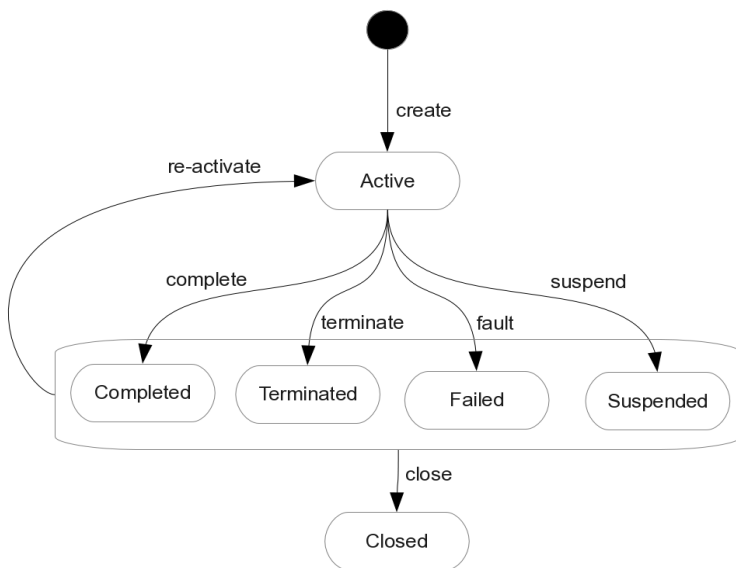 create
re-activate
Active
complete
suspend
terminate
fault
Completed
Terminated
Failed
Suspended
close
Closed